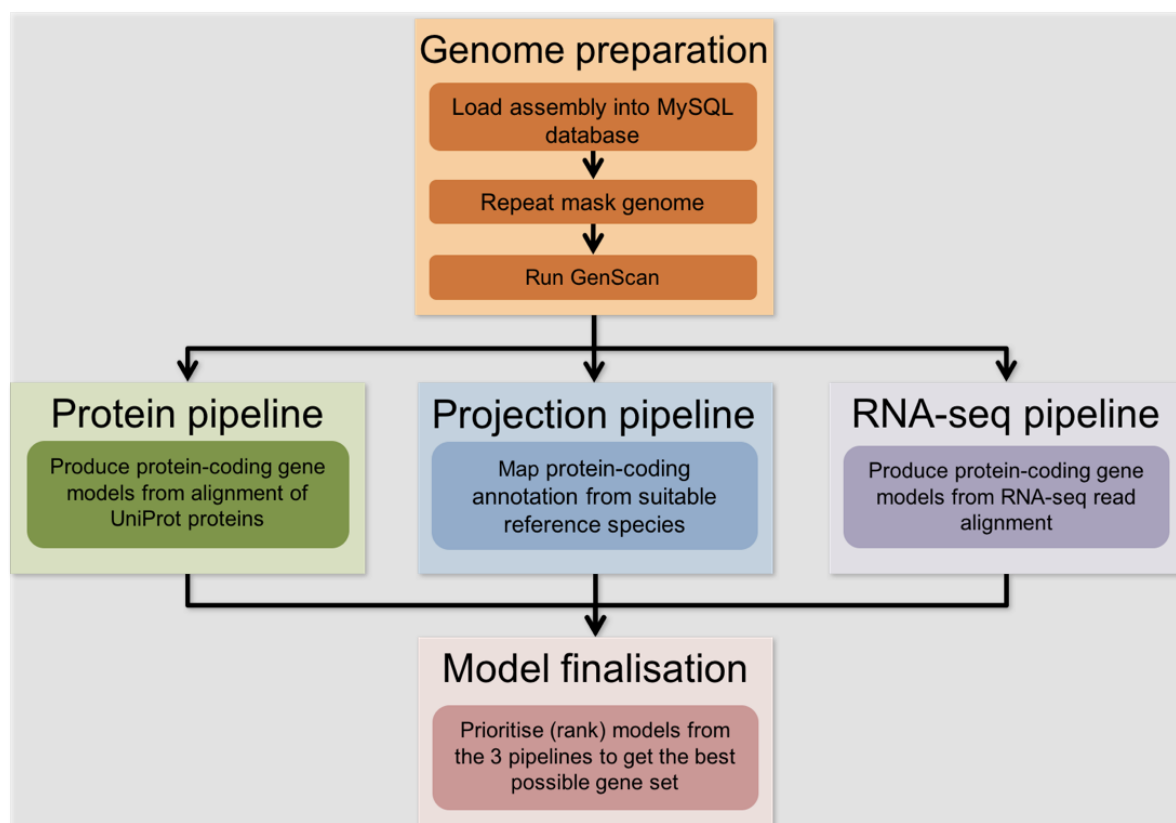 Genome preparation
Load assembly into MySQL
database
Repeat mask genome
Run GenScan
Protein pipeline
Produce protein-coding gene
models from alignment of
UniProt proteins
Projection pipeline
Map protein-coding
annotation from suitable
reference species
RNA-seq pipeline
Produce protein-coding gene
models from RNA-seq read
alignment
Model finalisation
Prioritise (rank) models from
the 3 pipelines to get the best
possible gene set